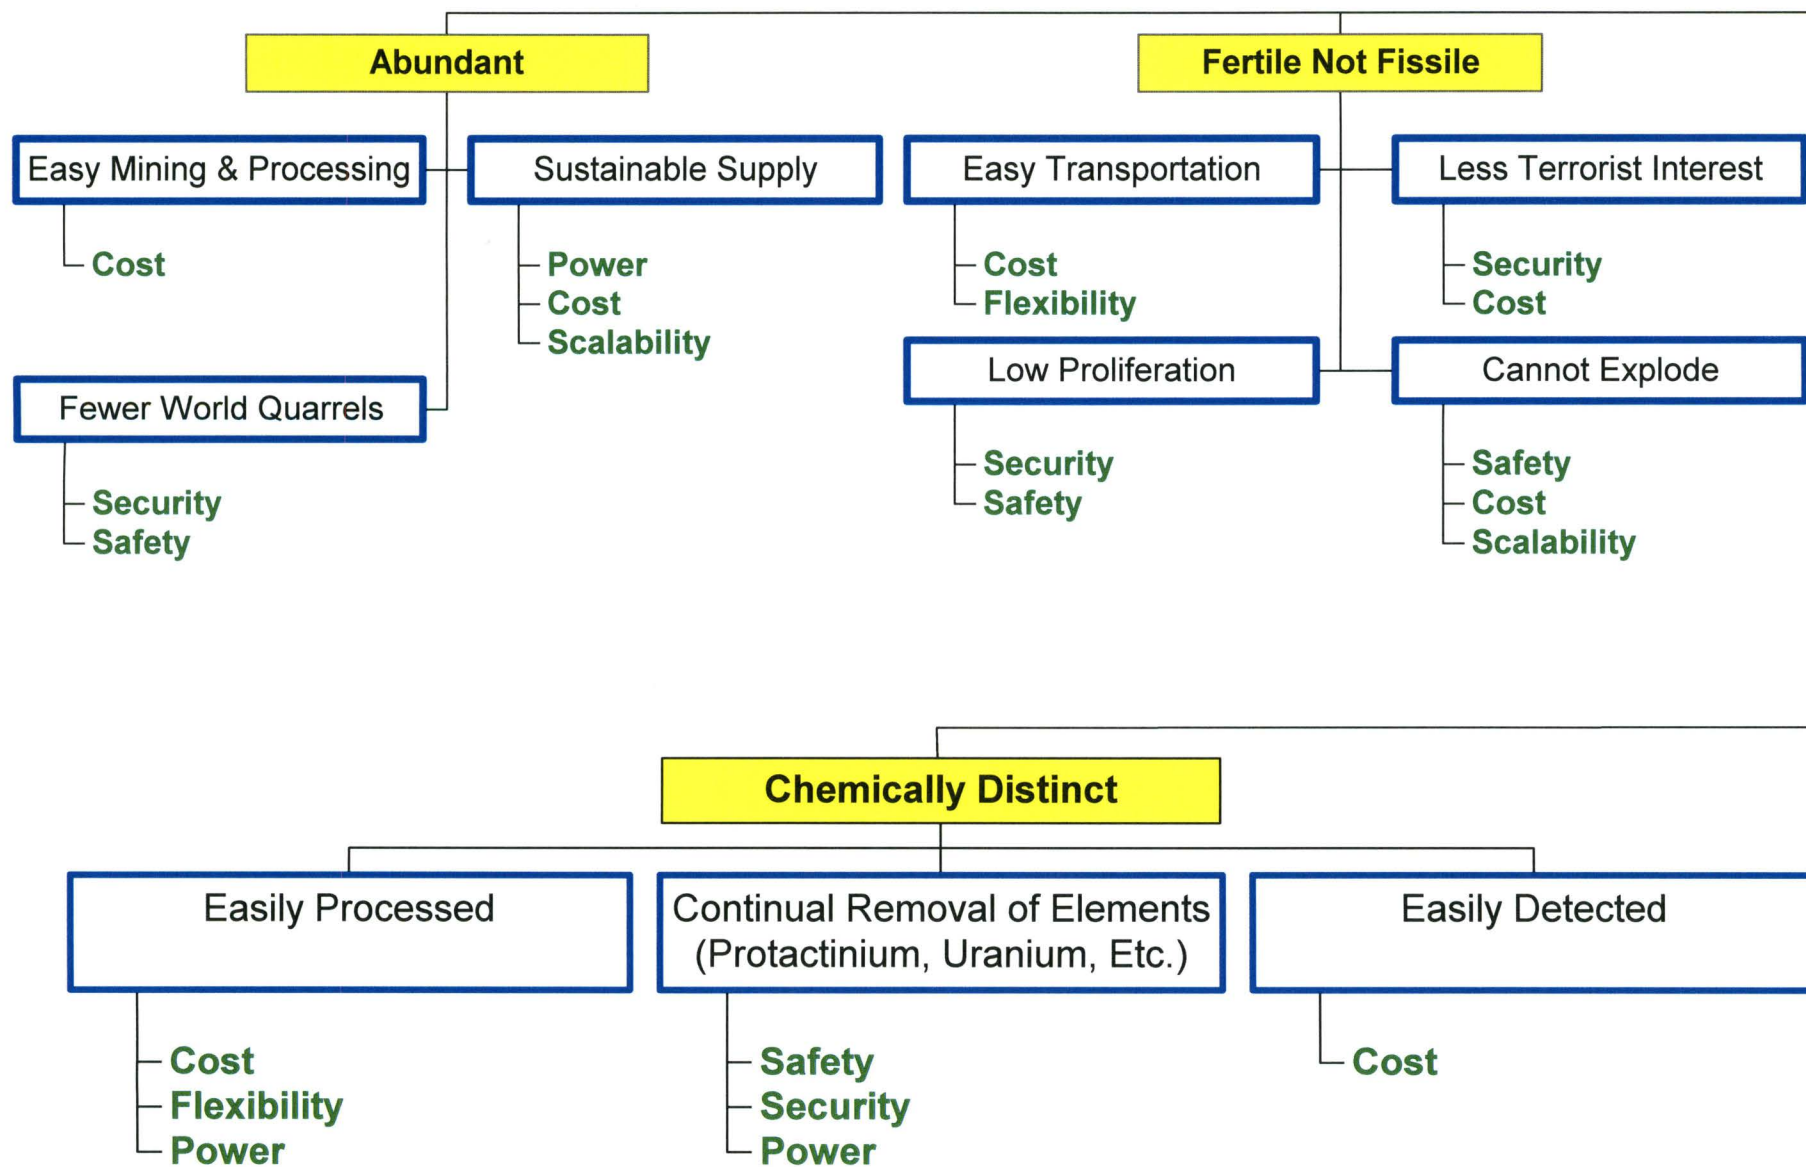 Abundant
Easy Mining & Processing
Cost
Sustainable Supply
Power
Cost
Scalability
Fewer World Quarrels
Security
Safety
Fertile Not Fissile
Easy Transportation
Cost
Flexibility
Less Terrorist Interest
Security
Cost
Low Proliferation
Security
Safety
Cannot Explode
Safety
Cost
Scalability
Chemically Distinct
Easily Processed
Cost
Flexibility
Power
Continual Removal of Elements
(Protactinium, Uranium, Etc.)
Safety
Security
Power
Easily Detected
Cost